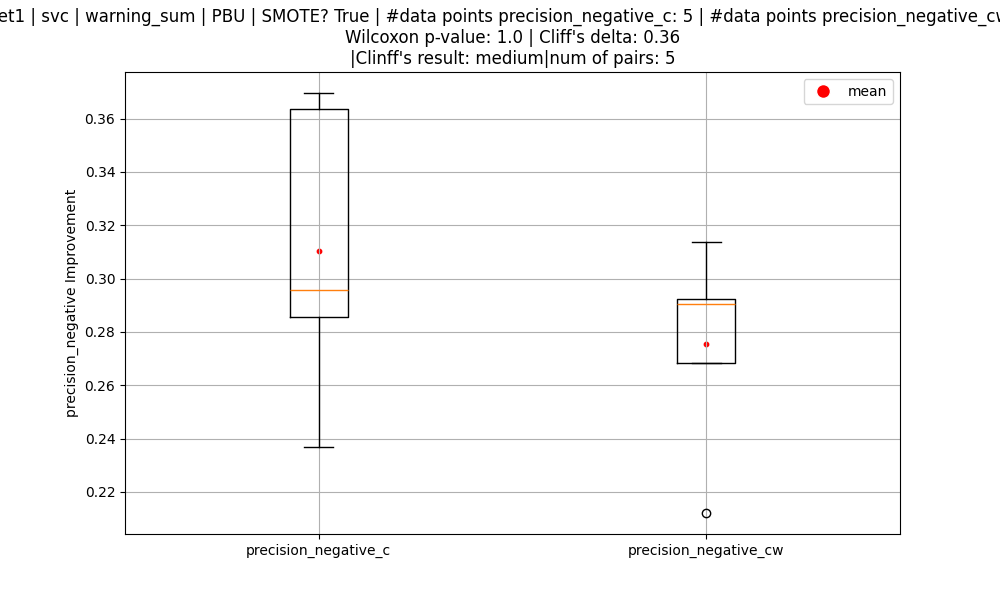 et1 | svc | warning_sum | PBU | SMOTE? True | #data points precision_negative_c: 5 | #data points precision_negative_cw
Wilcoxon p-value: 1.0 | Cliff's delta: 0.36
|Clinff's result: medium|num of pairs: 5
mean
0.36
0.34
0.32
0.30
0.28
0.26
0.24
0.22
precision_negative Improvement
precision_negative_c
precision_negative_cw